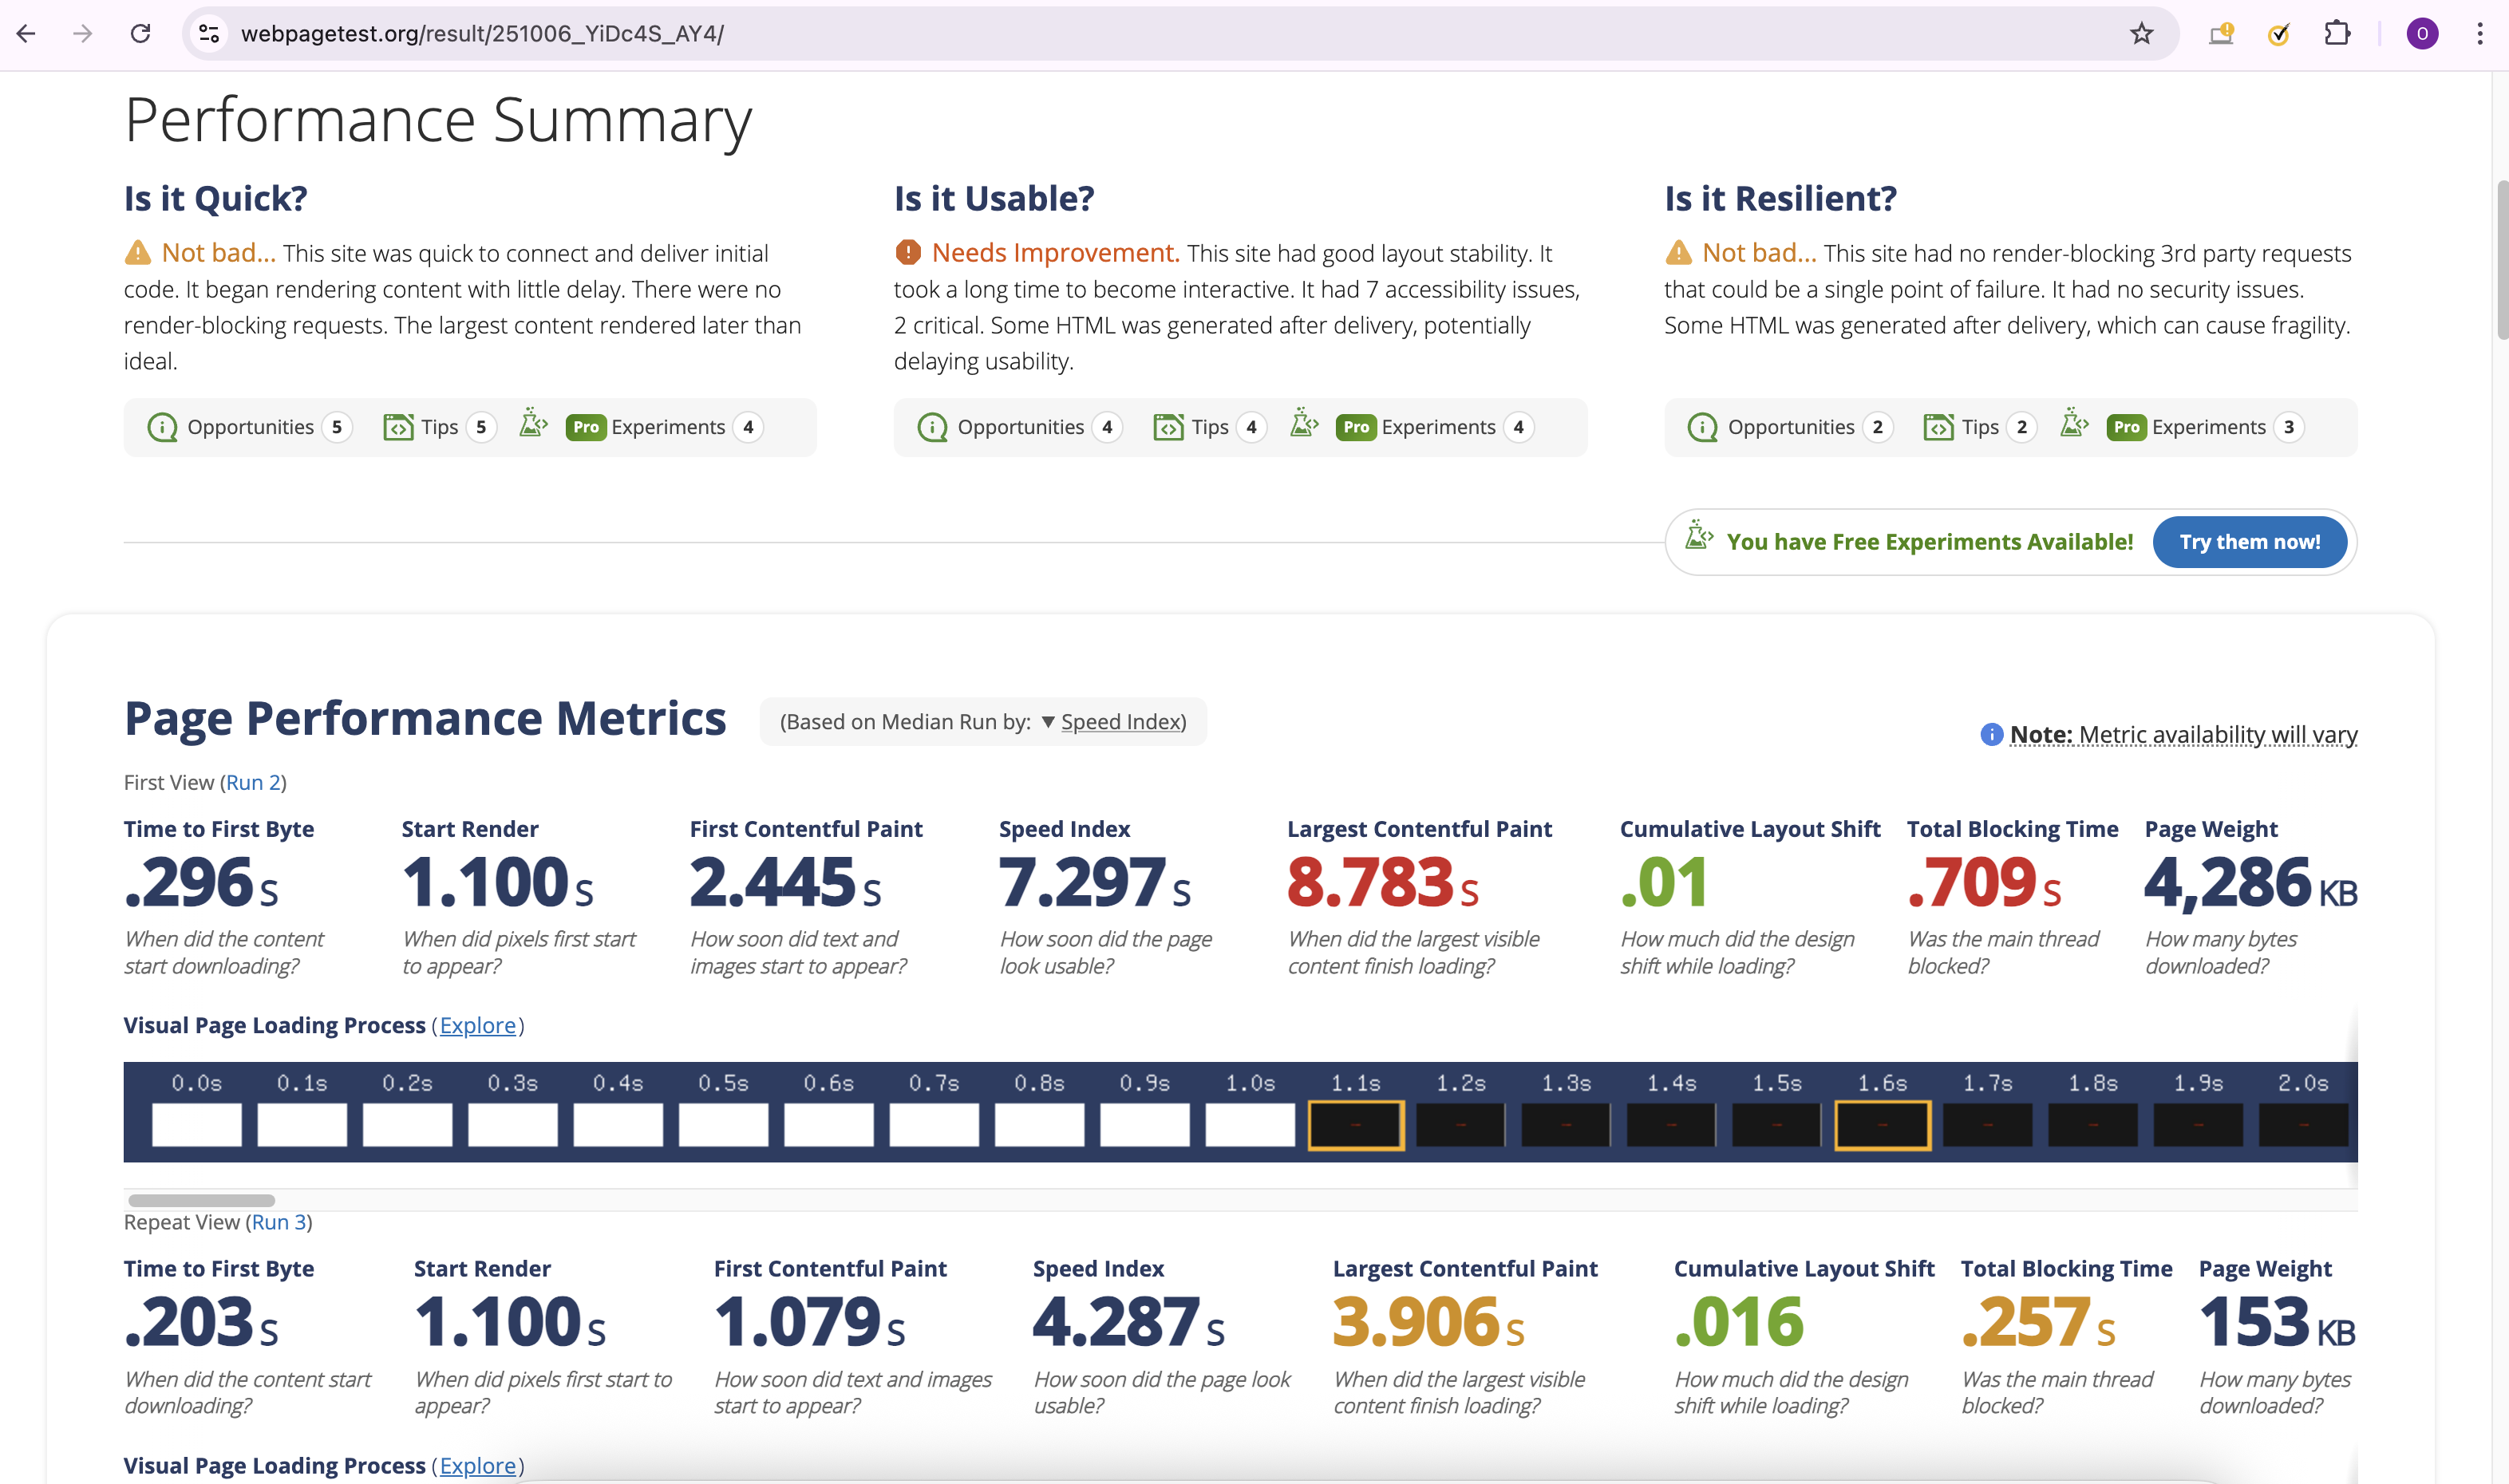 webpagetest.org/result/251006_YiDc4S_AY4/
O
Performance Summary
Is it Quick?
Not bad... This site was quick to connect and deliver initial
code. It began rendering content with little delay. There were no
render-blocking requests. The largest content rendered later than
ideal.
Opportunities 5 Tips 5 Pro Experiments 4
Is it Usable?
Needs Improvement. This site had good layout stability. It
took a long time to become interactive. It had 7 accessibility issues,
2 critical. Some HTML was generated after delivery, potentially
delaying usability.
Opportunities 4 Tips 4 Pro Experiments 4
Is it Resilient?
Not bad... This site had no render-blocking 3rd party requests
that could be a single point of failure. It had no security issues.
Some HTML was generated after delivery, which can cause fragility.
Opportunities 2 Tips 2 Pro Experiments 3
You have Free Experiments Available! Try them now!
Page Performance Metrics (Based on Median Run by: ▼ Speed Index)
Note: Metric availability will vary
First View (Run 2)
Time to First Byte
.296 s
When did the content
start downloading?
Start Render
1.100 s
When did pixels first start
to appear?
First Contentful Paint
2.445 s
How soon did text and
images start to appear?
Speed Index
7.297 s
How soon did the page
look usable?
Largest Contentful Paint
8.783 s
When did the largest visible
content finish loading?
Cumulative Layout Shift
.01
How much did the design
shift while loading?
Total Blocking Time
.709 s
Was the main thread
blocked?
Page Weight
4,286 KB
How many bytes
downloaded?
Visual Page Loading Process (Explore)
0.0s 0.1s 0.2s 0.3s 0.4s 0.5s 0.6s 0.7s 0.8s 0.9s 1.0s 1.1s 1.2s 1.3s 1.4s 1.5s 1.6s 1.7s 1.8s 1.9s 2.0s
Repeat View (Run 3)
Time to First Byte
.203 s
When did the content start
downloading?
Start Render
1.100 s
When did pixels first start to
appear?
First Contentful Paint
1.079 s
How soon did text and images
start to appear?
Speed Index
4.287 s
How soon did the page look
usable?
Largest Contentful Paint
3.906 s
When did the largest visible
content finish loading?
Cumulative Layout Shift
.016
How much did the design
shift while loading?
Total Blocking Time
.257 s
Was the main thread
blocked?
Page Weight
153 KB
How many bytes
downloaded?
Visual Page Loading Process (Explore)